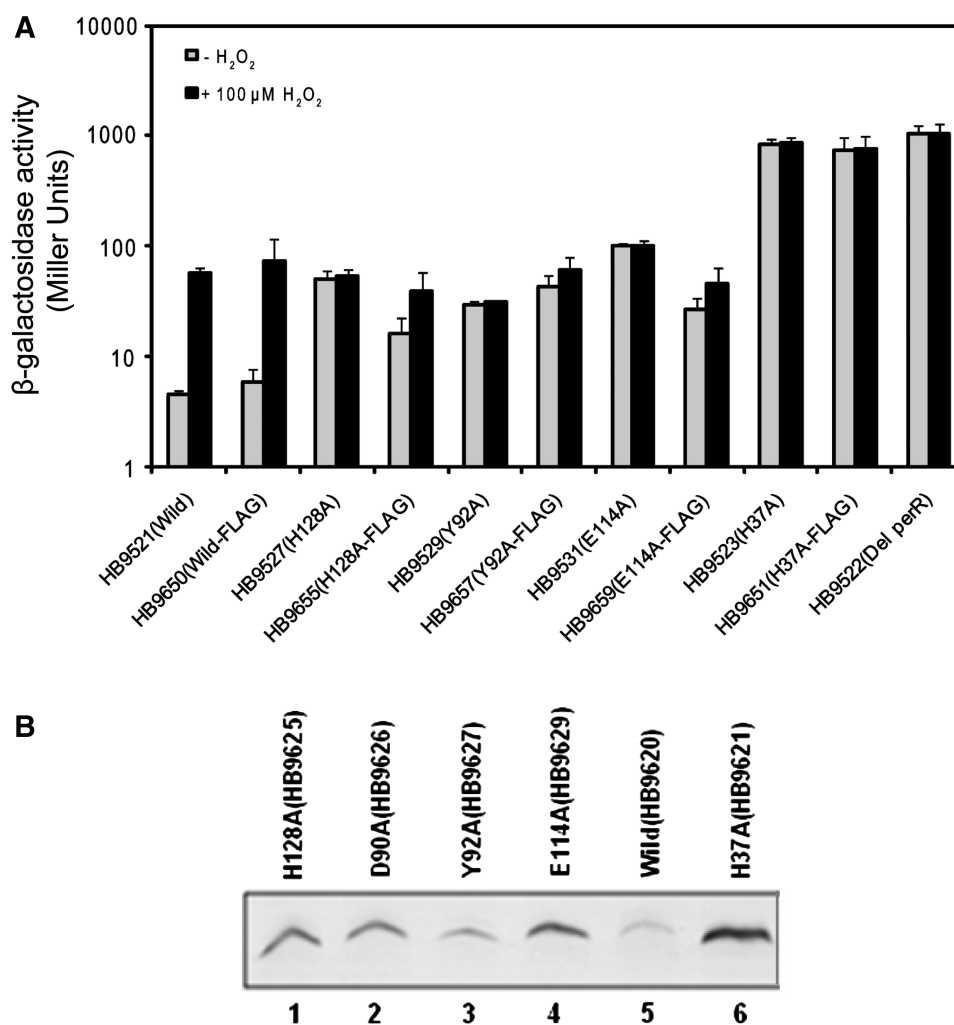 A
β-galactosidase activity
(Miller Units)
10000
1000
100
10
1
- H₂O₂
+ 100 µM H₂O₂
HB9521(Wild)
HB9650(Wild-FLAG)
HB9527(H128A)
HB9655(H128A-FLAG)
HB9529(Y92A)
HB9657(Y92A-FLAG)
HB9531(E114A)
HB9659(E114A-FLAG)
HB9523(H37A)
HB9651(H37A-FLAG)
HB9522(Del perR)
B
H128A(HB9625)
D90A(HB9626)
Y92A(HB9627)
E114A(HB9629)
Wild(HB9620)
H37A(HB9621)
1 2 3 4 5 6